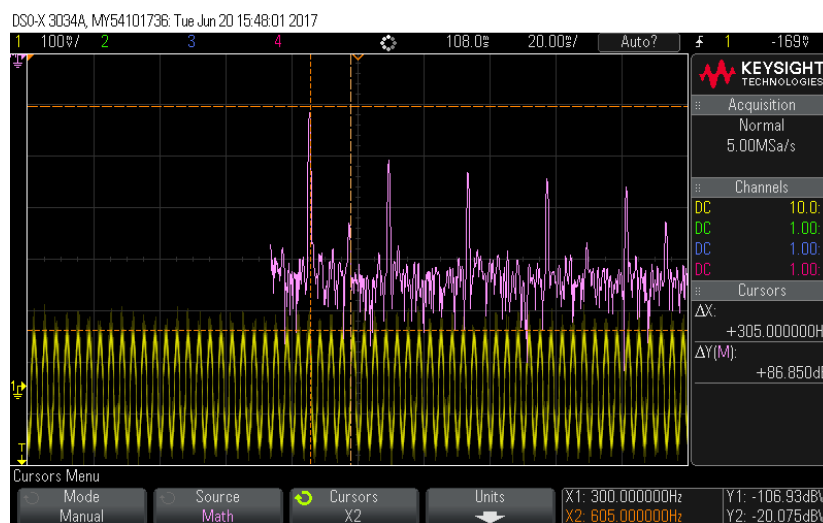 DSO-X 3034A, MY54101736: Tue Jun 20 15:48:01 2017
1 100V/ 2 3 4 108.0s 20.00s/ Auto? 1 -169V
KEYSIGHT
TECHNOLOGIES
Acquisition
Normal
5.00MSa/s
Channels
DC 10.0:
DC 1.00:
DC 1.00:
DC 1.00:
Cursors
ΔX:
+305.000000H
ΔY(M):
+86.850d
1
T
Cursors Menu
Mode
Manual
Source
Math
Cursors
X2
Units
X1: 300.000000Hz
X2: 605.000000Hz
Y1: -106.93dBV
Y2: -20.075dBV